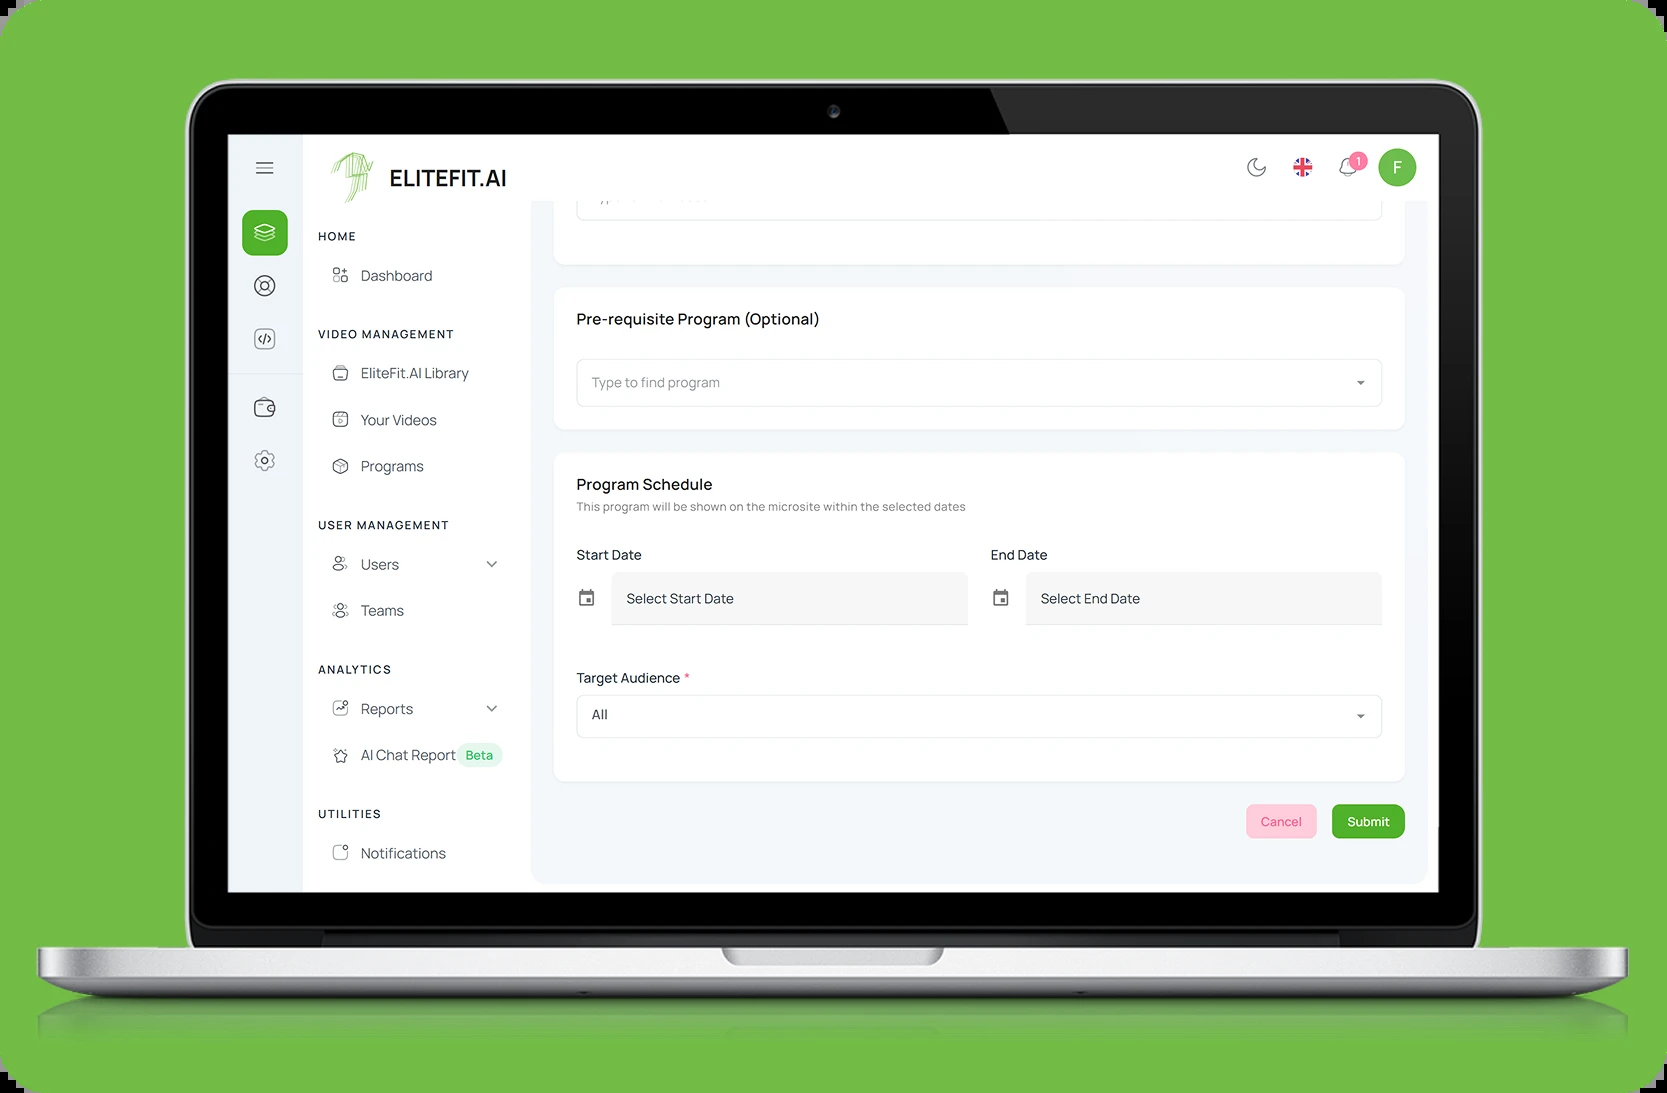 ELITEFIT.AI
1
F
HOME
Dashboard
VIDEO MANAGEMENT
EliteFit.AI Library
Your Videos
Programs
USER MANAGEMENT
Users
Teams
ANALYTICS
Reports
AI Chat Report Beta
UTILITIES
Notifications
Pre-requisite Program (Optional)
Type to find program
Program Schedule
This program will be shown on the microsite within the selected dates
Start Date
End Date
Select Start Date
Select End Date
Target Audience *
All
Cancel
Submit